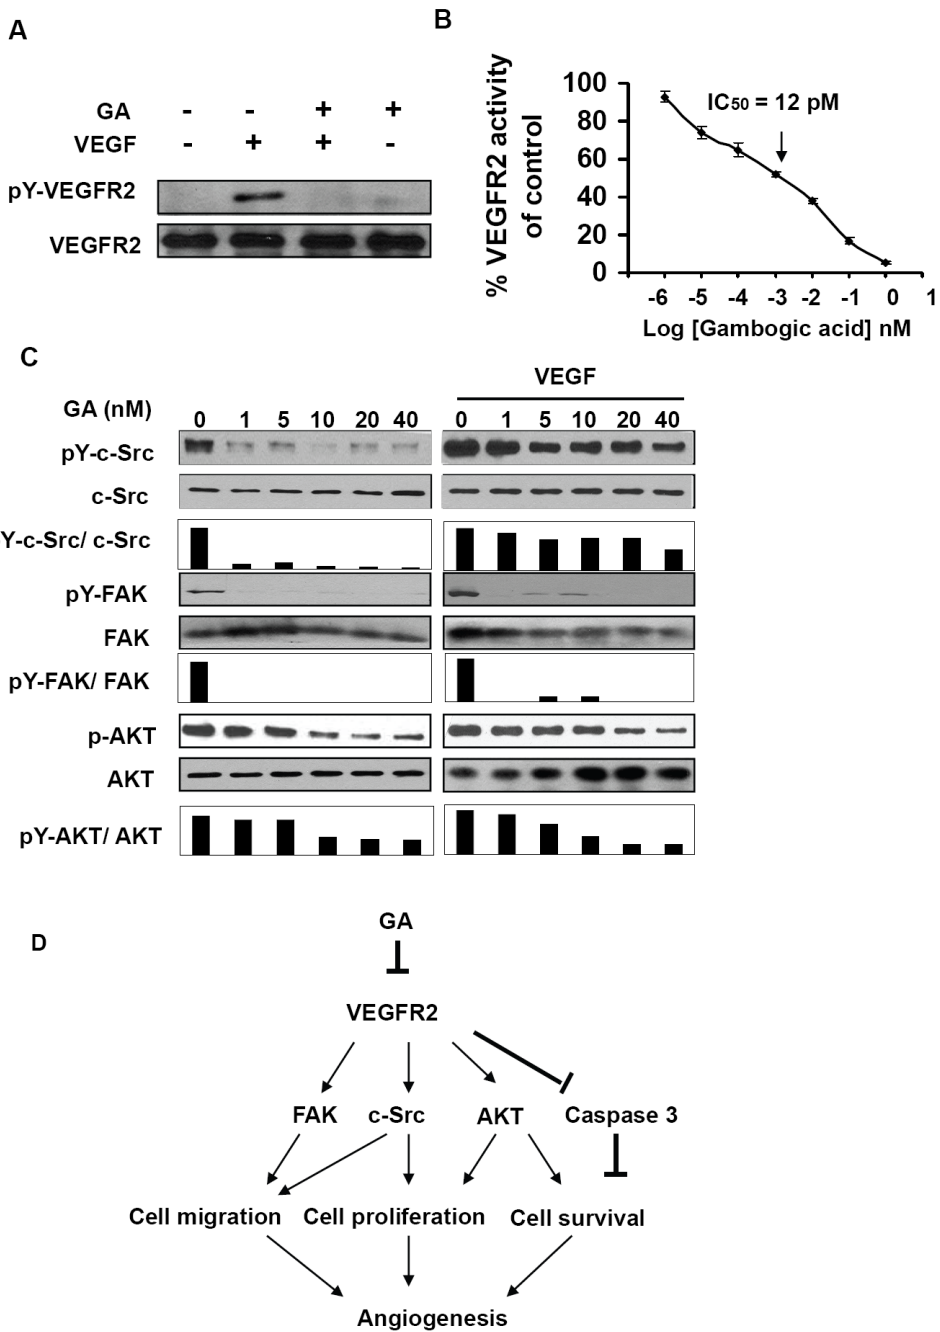 A
GA - - + +
VEGF - + + -
pY-VEGFR2
VEGFR2
B
% VEGFR2 activity
of control
100
80
60
40
20
0
IC50 = 12 pM
-6 -5 -4 -3 -2 -1 0 1
Log [Gambogic acid] nM
C
VEGF
GA (nM) 0 1 5 10 20 40 0 1 5 10 20 40
pY-c-Src
c-Src
Y-c-Src/ c-Src
pY-FAK
FAK
pY-FAK/ FAK
p-AKT
AKT
pY-AKT/ AKT
D
GA
VEGFR2
FAK c-Src AKT Caspase 3
Cell migration Cell proliferation Cell survival
Angiogenesis